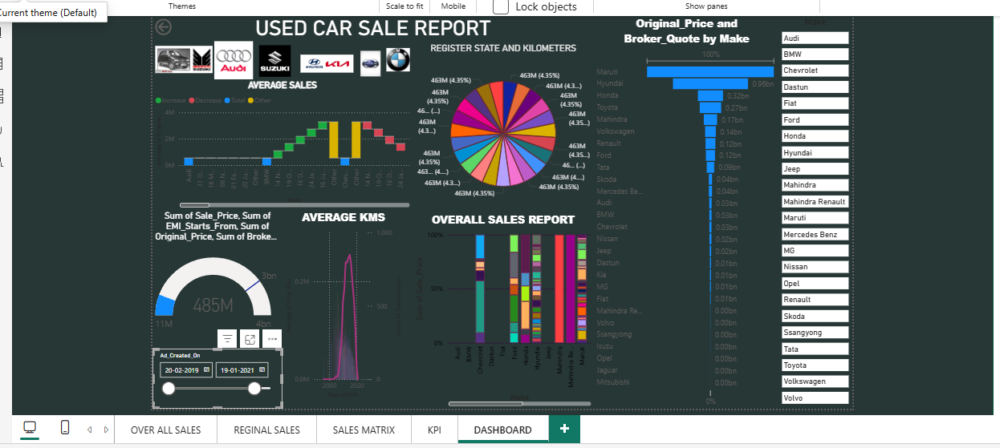 Themes
Scale to fit
Mobile
Lock objects
Show panes
Current theme (Default)
USED CAR SALE REPORT
Audi
SUZUKI
HYUNDAI
KIA
BMW
AVERAGE SALES
Increase Decrease Total Other
4M
2M
0M
Audi
Other
BMW
Other
Other
REGISTER STATE AND KILOMETERS
463M (4.35%)
463M (4.3...)
463M
(4.35%)
463M
(4.35...)
463M
(4.35...)
463M (4....)
463M (4.35%)
463M (4.35%)
463M (4.3...)
463... (4....)
463M
(4.35%)
463M
(4.3...)
46... (...)
463M
(4.35%)
463M (4.35%)
Original_Price and
Broker_Quote by Make
100%
Maruti
Hyundai 0.96bn
Honda 0.32bn
Toyota 0.27bn
Mahindra 0.17bn
Volkswagen 0.14bn
Renault 0.12bn
Ford 0.12bn
Tata 0.09bn
Skoda 0.04bn
Mercedes Be... 0.04bn
Audi 0.03bn
BMW 0.03bn
Chevrolet 0.03bn
Nissan 0.02bn
Jeep 0.02bn
Dastun 0.01bn
Kia 0.01bn
MG 0.01bn
Fiat 0.01bn
Mahindra Re... 0.00bn
Volvo 0.00bn
Ssangyong 0.00bn
Isuzu 0.00bn
Opel 0.00bn
Jaguar 0.00bn
Mitsubishi 0.00bn
0%
Make
Audi
BMW
Chevrolet
Dastun
Fiat
Ford
Honda
Hyundai
Jeep
Mahindra
Mahindra Renault
Maruti
Mercedes Benz
MG
Nissan
Opel
Renault
Skoda
Ssangyong
Tata
Toyota
Volkswagen
Volvo
Sum of Sale_Price, Sum of
EMI_Starts_From, Sum of
Original_Price, Sum of Broke...
3bn
485M
11M
4bn
Ad_Created_On
20-02-2019
19-01-2021
AVERAGE KMS
1,000
0.2M
500
0.0M
0
2000
2020
OVERALL SALES REPORT
100%
50%
0%
Sum of Sale_Price
Audi
BMW
Chevrolet
Dastun
Fiat
Ford
Honda
Hyundai
Jeep
Mahindra
Mahindra Re...
Maruti
Make
OVER ALL SALES
REGINAL SALES
SALES MATRIX
KPI
DASHBOARD
+